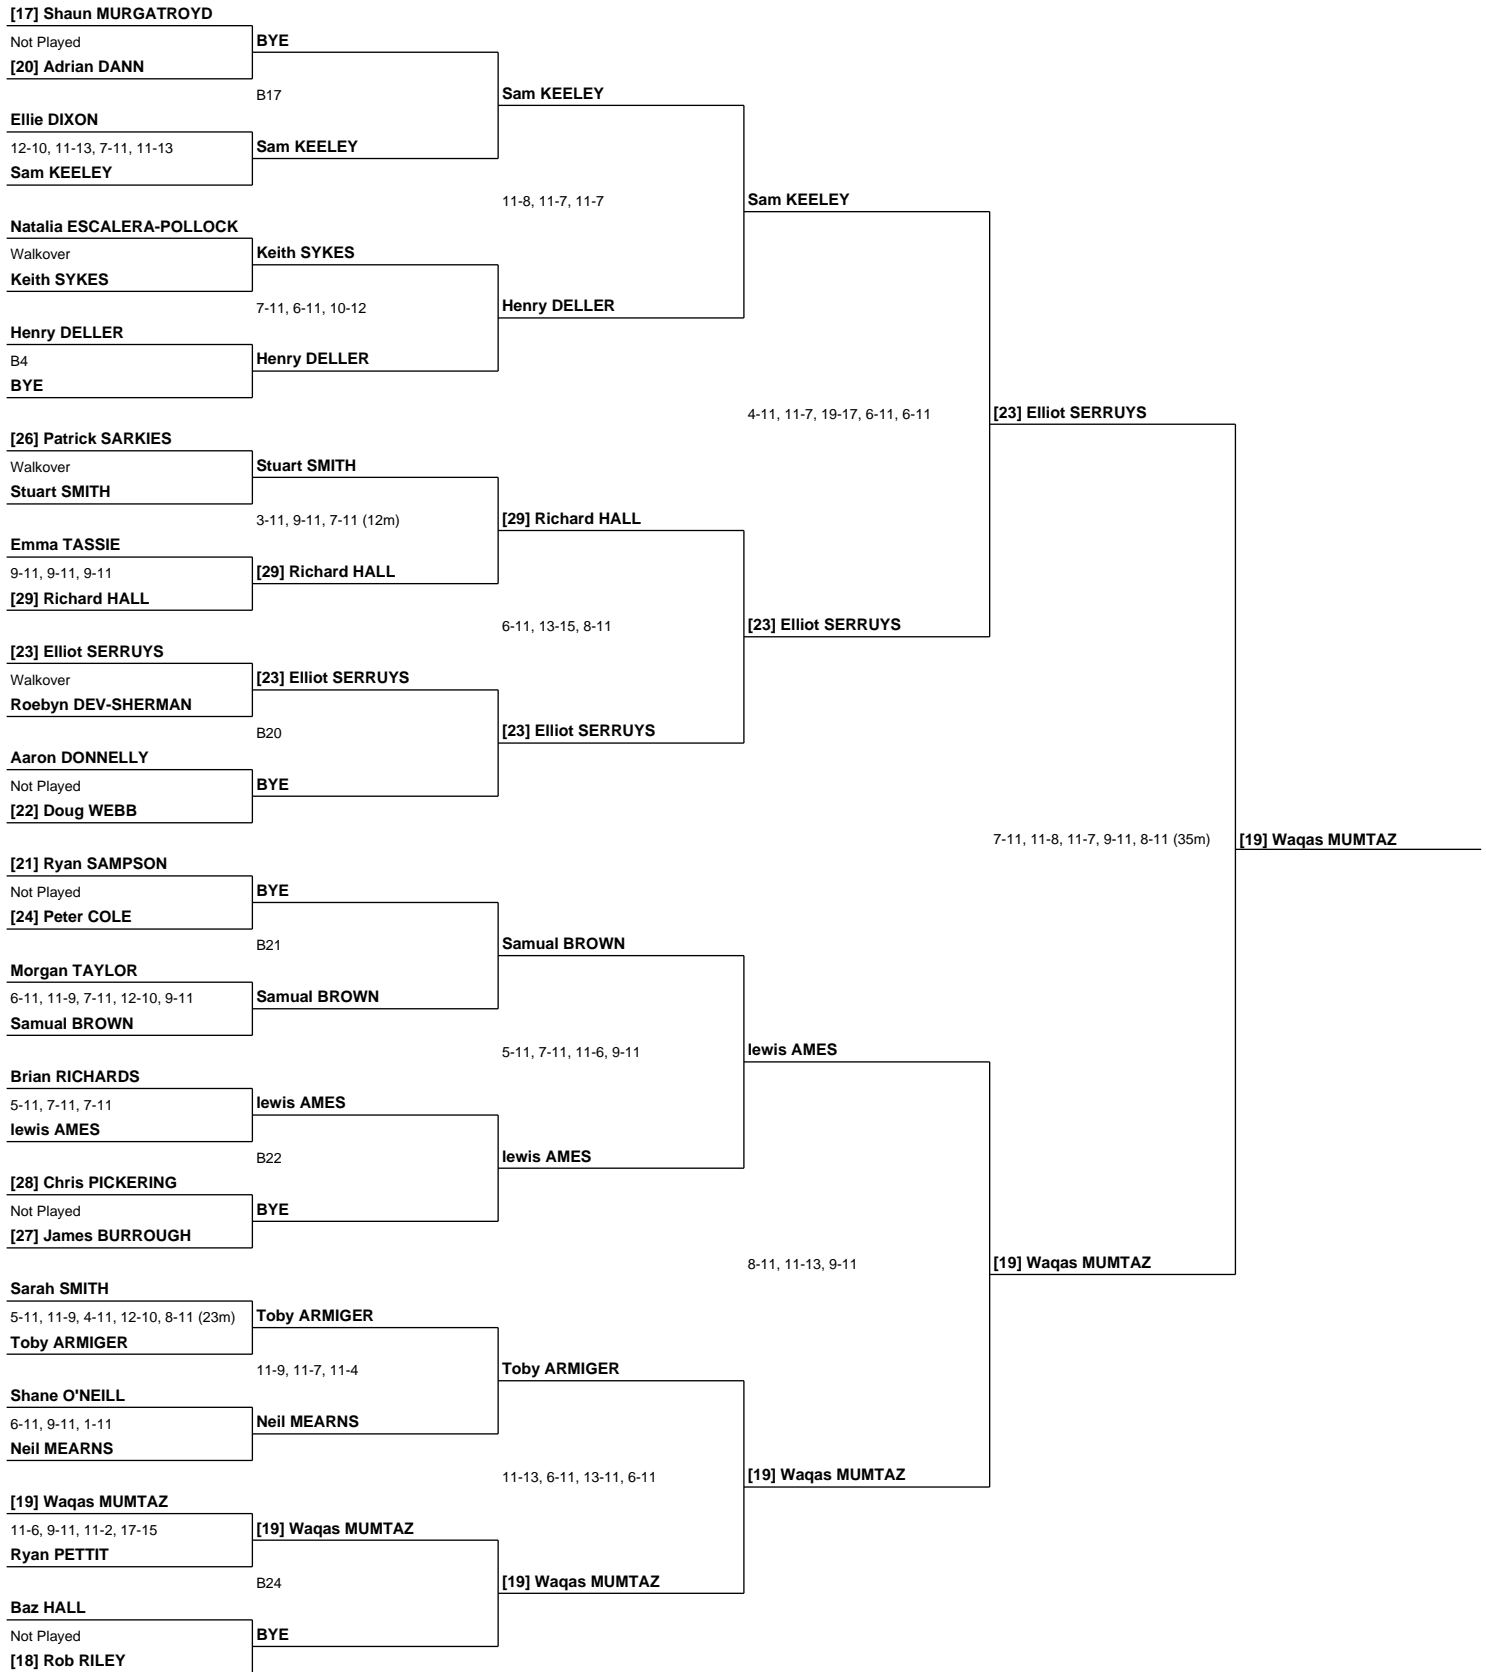 [17] Shaun MURGATROYD
Not Played
[20] Adrian DANN
Ellie DIXON
12-10, 11-13, 7-11, 11-13
Sam KEELEY
Natalia ESCALERA-POLLOCK
Walkover
Keith SYKES
Henry DELLER
B4
BYE
[26] Patrick SARKIES
Walkover
Stuart SMITH
Emma TASSIE
9-11, 9-11, 9-11
[29] Richard HALL
[23] Elliot SERRUYS
Walkover
Roebyn DEV-SHERMAN
Aaron DONNELLY
Not Played
[22] Doug WEBB
[21] Ryan SAMPSON
Not Played
[24] Peter COLE
Morgan TAYLOR
6-11, 11-9, 7-11, 12-10, 9-11
Samual BROWN
Brian RICHARDS
5-11, 7-11, 7-11
lewis AMES
[28] Chris PICKERING
Not Played
[27] James BURROUGH
Sarah SMITH
5-11, 11-9, 4-11, 12-10, 8-11 (23m)
Toby ARMIGER
Shane O'NEILL
6-11, 9-11, 1-11
Neil MEARNS
[19] Waqas MUMTAZ
11-6, 9-11, 11-2, 17-15
Ryan PETTIT
Baz HALL
Not Played
[18] Rob RILEY
BYE
B17
Sam KEELEY
Keith SYKES
7-11, 6-11, 10-12
Henry DELLER
Stuart SMITH
3-11, 9-11, 7-11 (12m)
[29] Richard HALL
[23] Elliot SERRUYS
B20
BYE
BYE
B21
Samual BROWN
lewis AMES
B22
BYE
Toby ARMIGER
11-9, 11-7, 11-4
Neil MEARNS
[19] Waqas MUMTAZ
B24
BYE
Sam KEELEY
11-8, 11-7, 11-7
Henry DELLER
[29] Richard HALL
6-11, 13-15, 8-11
[23] Elliot SERRUYS
Samual BROWN
5-11, 7-11, 11-6, 9-11
lewis AMES
Toby ARMIGER
11-13, 6-11, 13-11, 6-11
[19] Waqas MUMTAZ
Sam KEELEY
4-11, 11-7, 19-17, 6-11, 6-11
[23] Elliot SERRUYS
lewis AMES
8-11, 11-13, 9-11
[19] Waqas MUMTAZ
[23] Elliot SERRUYS
7-11, 11-8, 11-7, 9-11, 8-11 (35m)
[19] Waqas MUMTAZ
[19] Waqas MUMTAZ